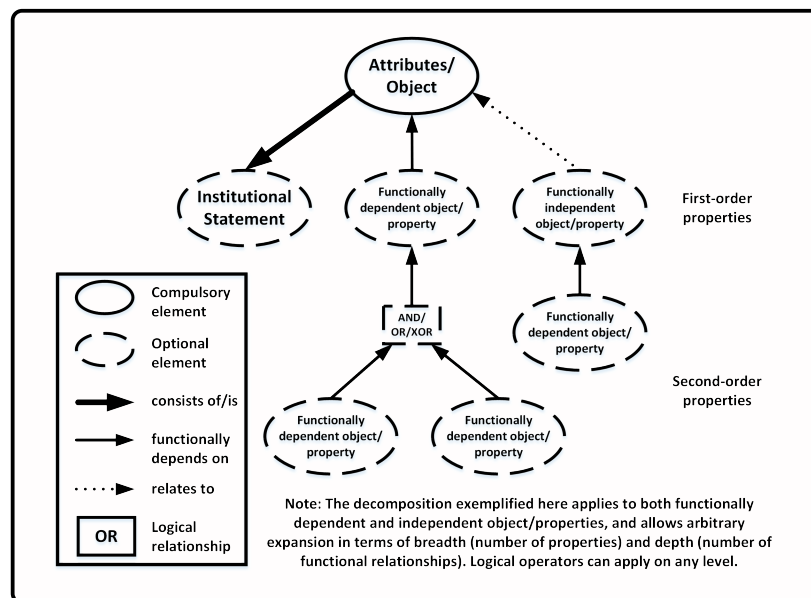 Attributes/
Object
Institutional
Statement
Functionally
dependent object/
property
Functionally
independent
object/property
First-order
properties
AND/
OR/XOR
Functionally
dependent object/
property
Second-order
properties
Functionally
dependent object/
property
Functionally
dependent object/
property
Compulsory
element
Optional
element
consists of/is
functionally
depends on
relates to
OR
Logical
relationship
Note: The decomposition exemplified here applies to both functionally
dependent and independent object/properties, and allows arbitrary
expansion in terms of breadth (number of properties) and depth (number of
functional relationships). Logical operators can apply on any level.